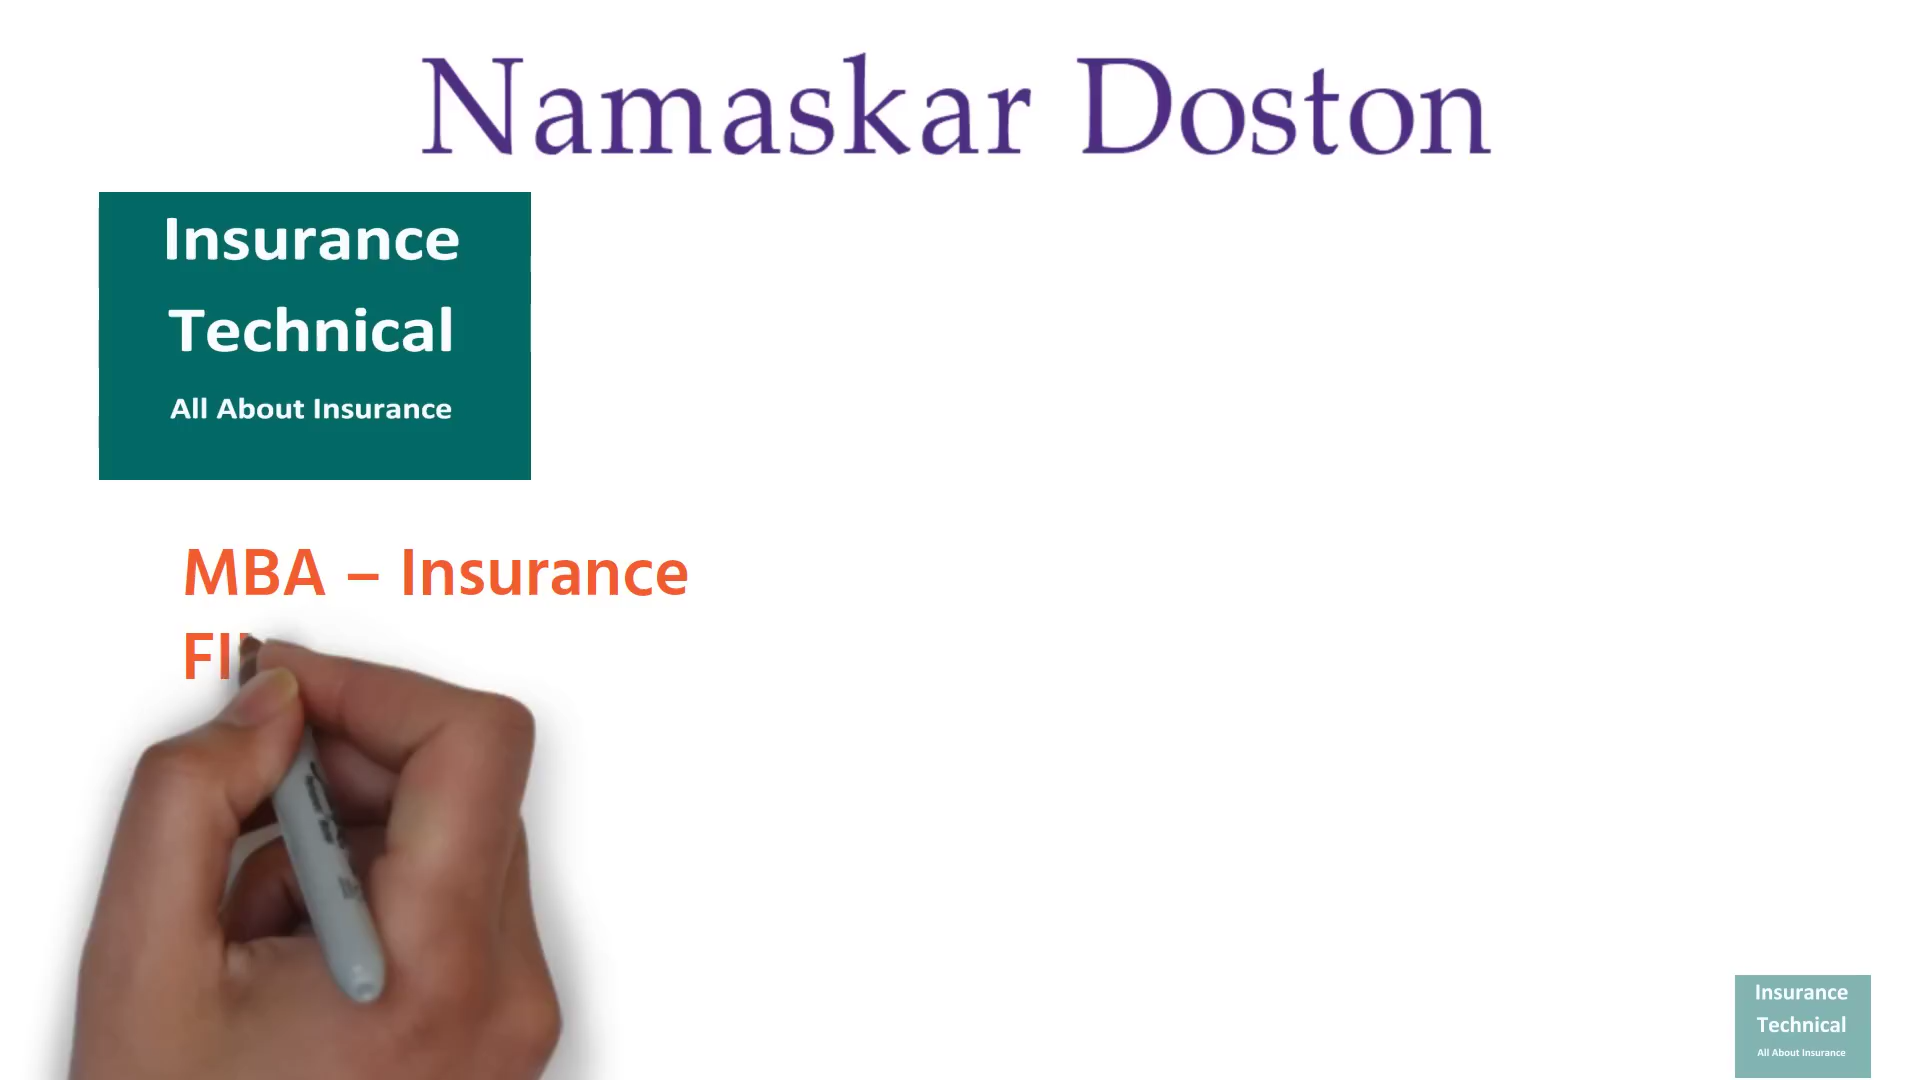 Namaskar Doston
Insurance
Technical
All About Insurance
MBA – Insurance
Insurance
Technical
All About Insurance